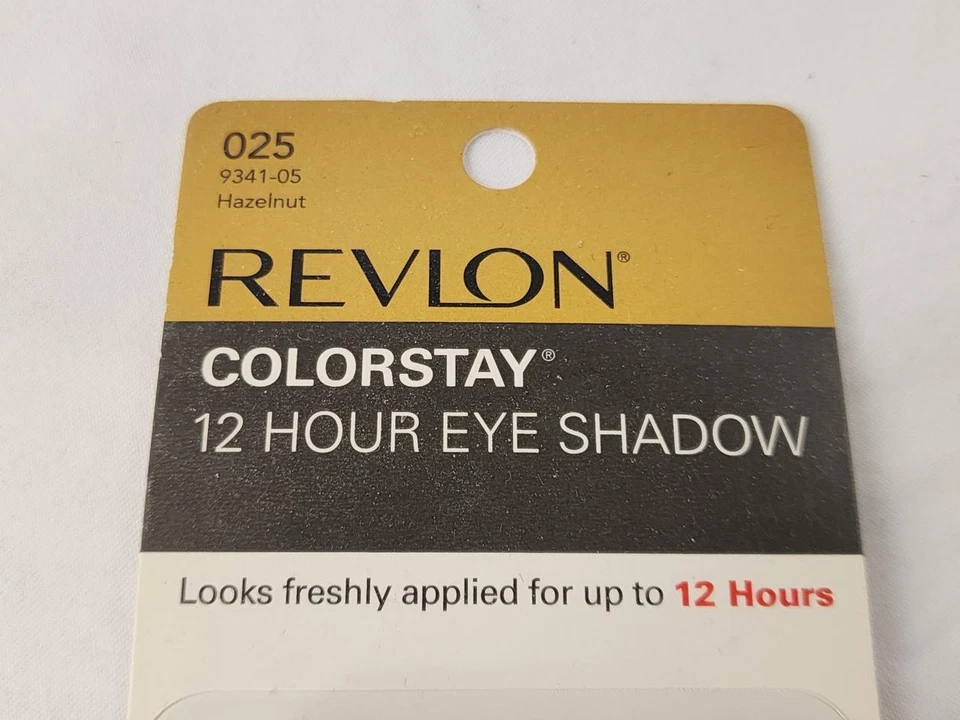 025
9341-05
Hazelnut
REVLON®
COLORSTAY®
12 HOUR EYE SHADOW
Looks freshly applied for up to 12 Hours